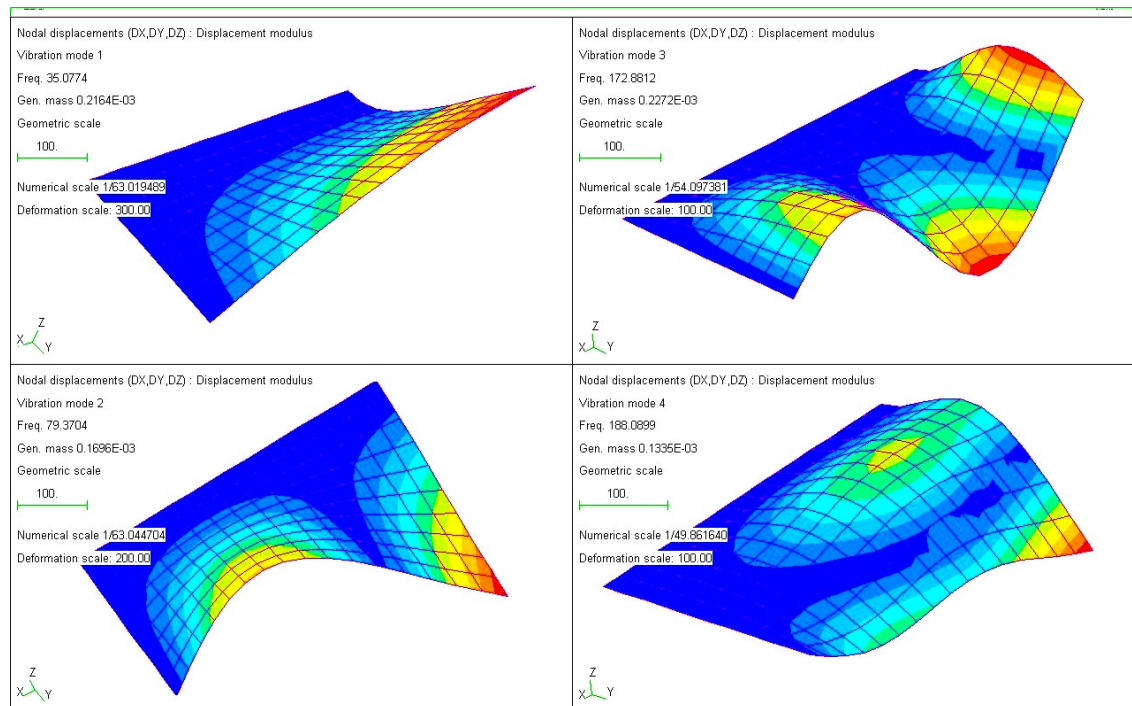 Nodal displacements (DX,DY,DZ) : Displacement modulus
Vibration mode 1
Freq. 35.0774
Gen. mass 0.2164E-03
Geometric scale
100.
Numerical scale 1/63.019489
Deformation scale: 300.00
Z
X
Y
Nodal displacements (DX,DY,DZ) : Displacement modulus
Vibration mode 3
Freq. 172.8812
Gen. mass 0.2272E-03
Geometric scale
100.
Numerical scale 1/54.097381
Deformation scale: 100.00
Z
X
Y
Nodal displacements (DX,DY,DZ) : Displacement modulus
Vibration mode 2
Freq. 79.3704
Gen. mass 0.1696E-03
Geometric scale
100.
Numerical scale 1/63.044704
Deformation scale: 200.00
Z
X
Y
Nodal displacements (DX,DY,DZ) : Displacement modulus
Vibration mode 4
Freq. 188.0899
Gen. mass 0.1335E-03
Geometric scale
100.
Numerical scale 1/49.861640
Deformation scale: 100.00
Z
X
Y